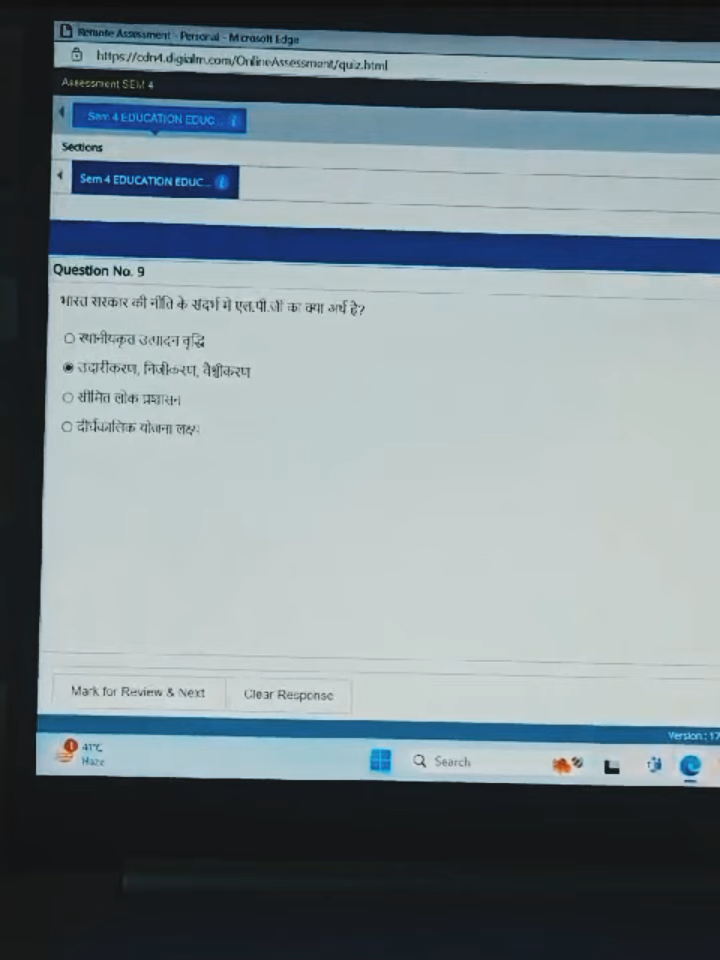 Remote Assessment - Personal - Microsoft Edge
https://cdn4.digialm.com/OnlineAssessment/quiz.html
Assessment SEM 4
Sem 4 EDUCATION EDUC... i
Sections
Sem 4 EDUCATION EDUC... i
Question No. 9
भारत सरकार की नीति के संदर्भ में एल.पी.जी का क्या अर्थ है?
स्थानीयकृत उत्पादन वृद्धि
उदारीकरण, निजीकरण, वैश्वीकरण
सीमित लोक प्रशासन
दीर्घकालिक योजना लक्ष्य
Mark for Review & Next
Clear Response
Version : 17
1
41°C
Haze
Search